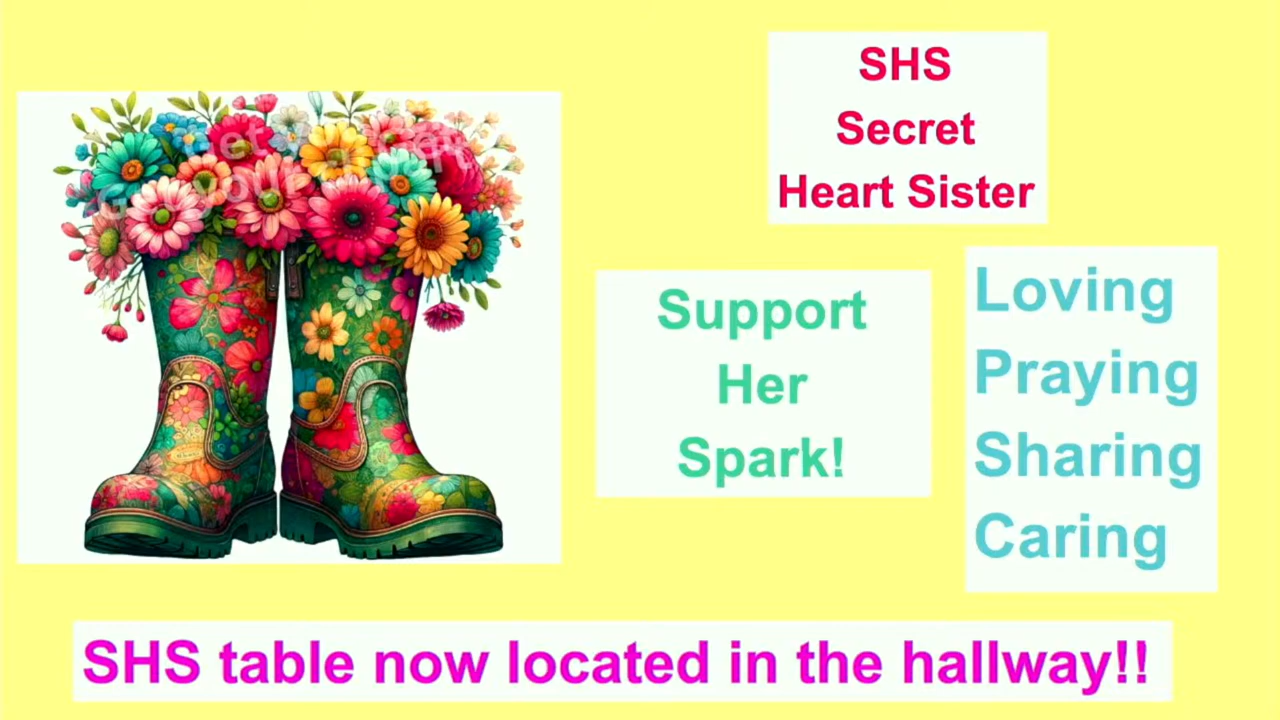 SHS
Secret
Heart Sister
Support
Her
Spark!
Loving
Praying
Sharing
Caring
SHS table now located in the hallway!!